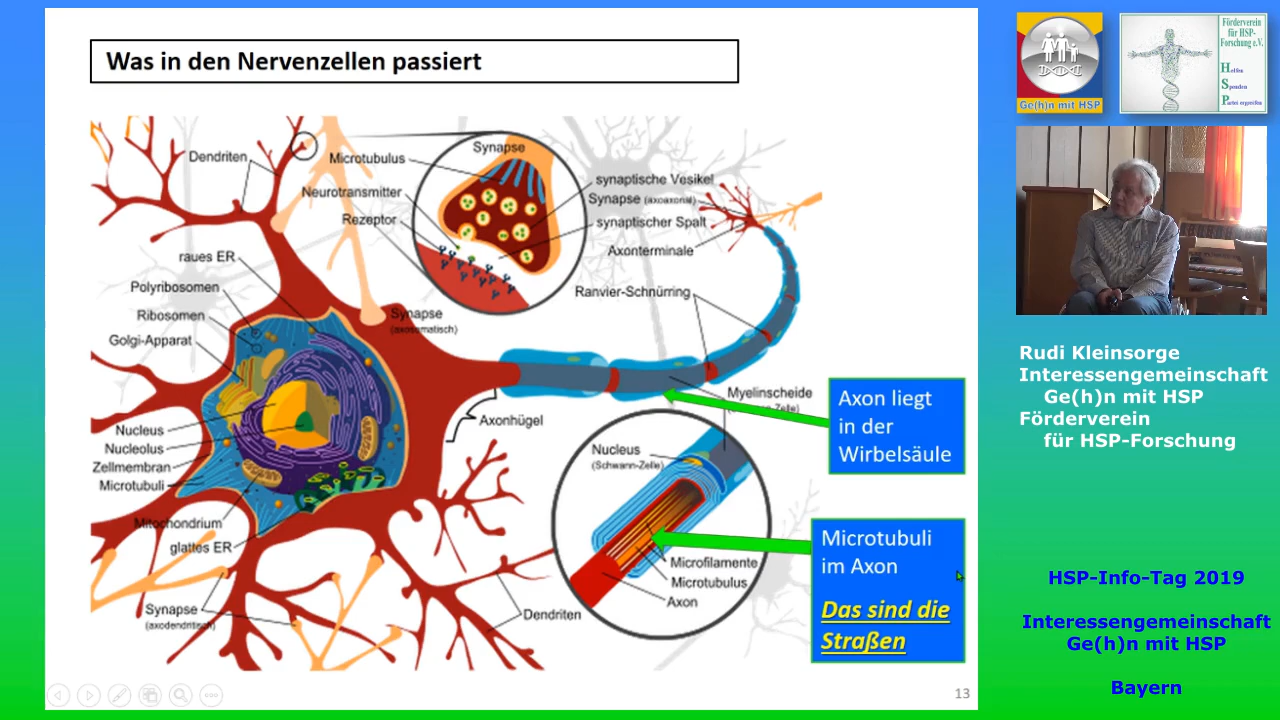 Was in den Nervenzellen passiert
Dendriten
Microtubulus
Neurotransmitter
Rezeptor
Synapse
synaptische Vesikel
Synapse (axoaxonal)
synaptischer Spalt
Axonterminale
Ranvier-Schnürring
raues ER
Polyribosomen
Ribosomen
Golgi-Apparat
Synapse
(axosomatisch)
Nucleus
Nucleolus
Zellmembran
Microtubuli
Mitochondrium
glattes ER
Synapse
(axodendritisch)
Axonhügel
Myelinscheide
Nucleus
(Schwann-Zelle)
Microfilamente
Microtubulus
Axon
Dendriten
Axon liegt
in der
Wirbelsäule
Microtubuli
im Axon
Das sind die
Straßen
13
Ge(h)n mit HSP
Förderverein
für HSP-
Forschung e.V.
Helfen
Spenden
Partei ergreifen
Rudi Kleinsorge
Interessengemeinschaft
Ge(h)n mit HSP
Förderverein
für HSP-Forschung
HSP-Info-Tag 2019
Interessengemeinschaft
Ge(h)n mit HSP
Bayern